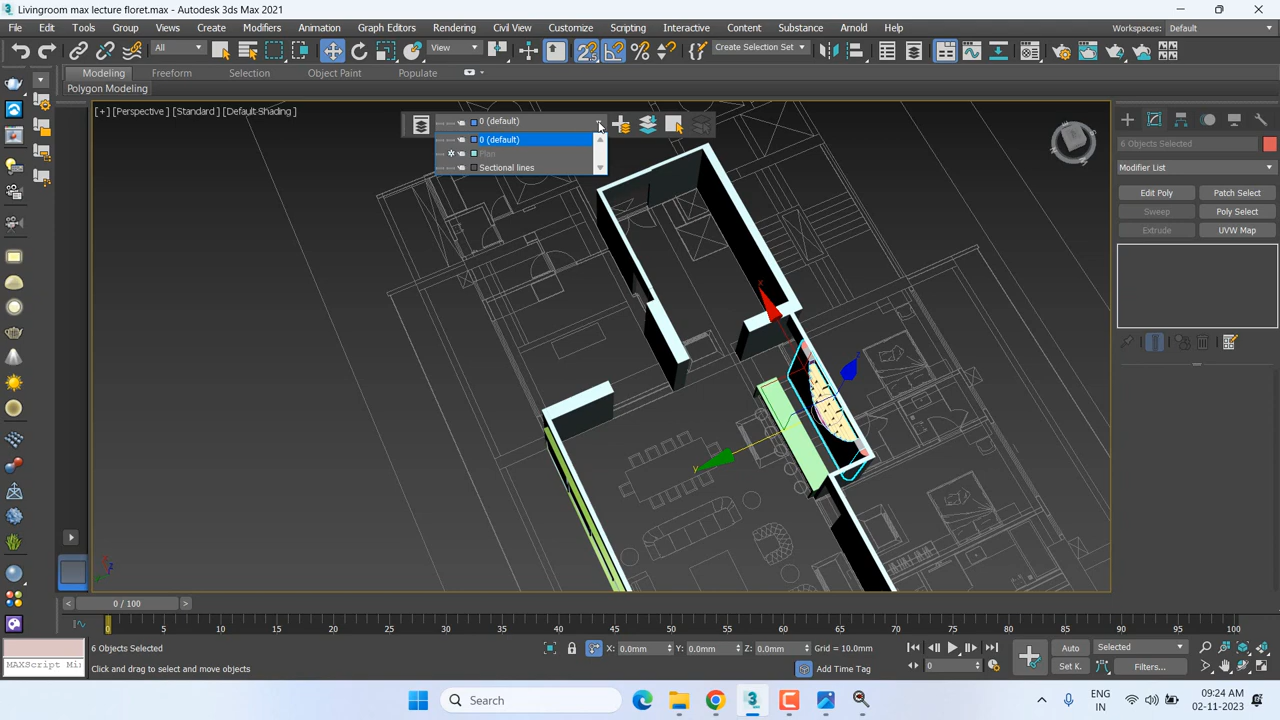 Livingroom max lecture floret.max - Autodesk 3ds Max 2021
File Edit Tools Group Views Create Modifiers Animation Graph Editors Rendering Civil View Customize Scripting Interactive Content Substance Arnold Help Workspaces: Default
All View Create Selection Set
Modeling Freeform Selection Object Paint Populate
Polygon Modeling
[+] [Perspective ] [Standard ] [Default Shading ]
0 (default)
0 (default)
Plan
Sectional lines
x
y
z
6 Objects Selected
Modifier List
Edit Poly Patch Select
Sweep Poly Select
Extrude UVW Map
< 0 / 100 >
0 5 10 15 20 25 30 35 40 45 50 55 60 65 70 75 80 85 90 95 100
6 Objects Selected X: 0.0mm Y: 0.0mm Z: 0.0mm Grid = 10.0mm Auto Selected
MAXScript Mi Click and drag to select and move objects Add Time Tag 0 Set K. Filters...
Search
ENG
IN
09:24 AM
02-11-2023